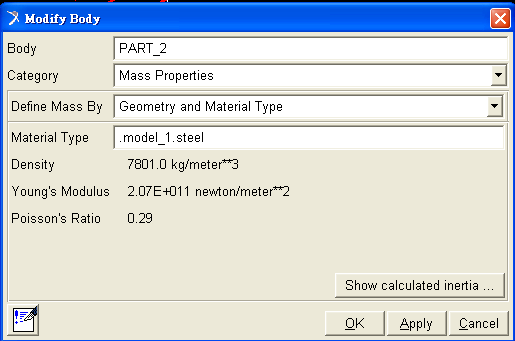 Modify Body
Body PART_2
Category Mass Properties
Define Mass By Geometry and Material Type
Material Type .model_1.steel
Density 7801.0 kg/meter**3
Young's Modulus 2.07E+011 newton/meter**2
Poisson's Ratio 0.29
Show calculated inertia ...
OK Apply Cancel